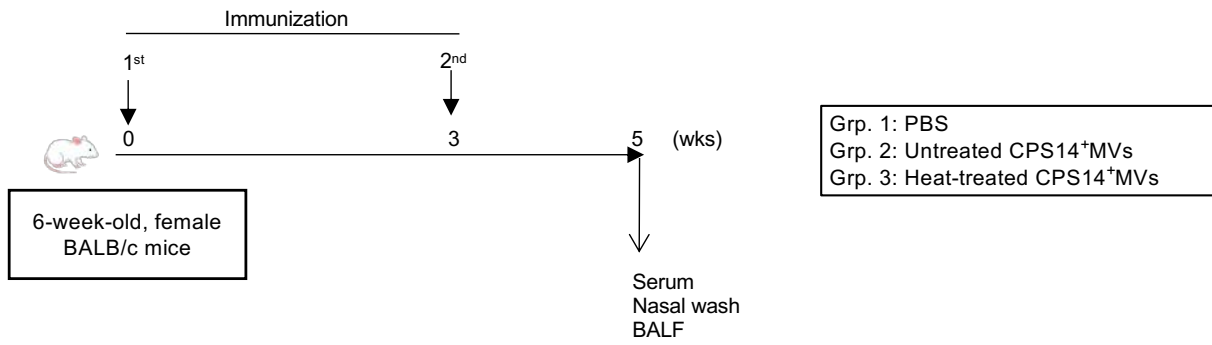 Immunization
1st 2nd
0 3 5 (wks)
6-week-old, female
BALB/c mice
Serum
Nasal wash
BALF
Grp. 1: PBS
Grp. 2: Untreated CPS14⁺MVs
Grp. 3: Heat-treated CPS14⁺MVs